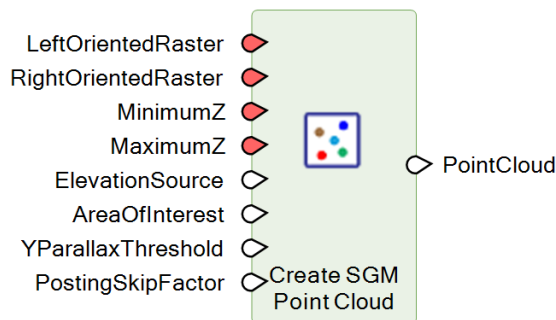 LeftOrientedRaster
RightOrientedRaster
MinimumZ
MaximumZ
ElevationSource
AreaOfInterest
YParallaxThreshold
PostingSkipFactor
Create SGM
Point Cloud
PointCloud